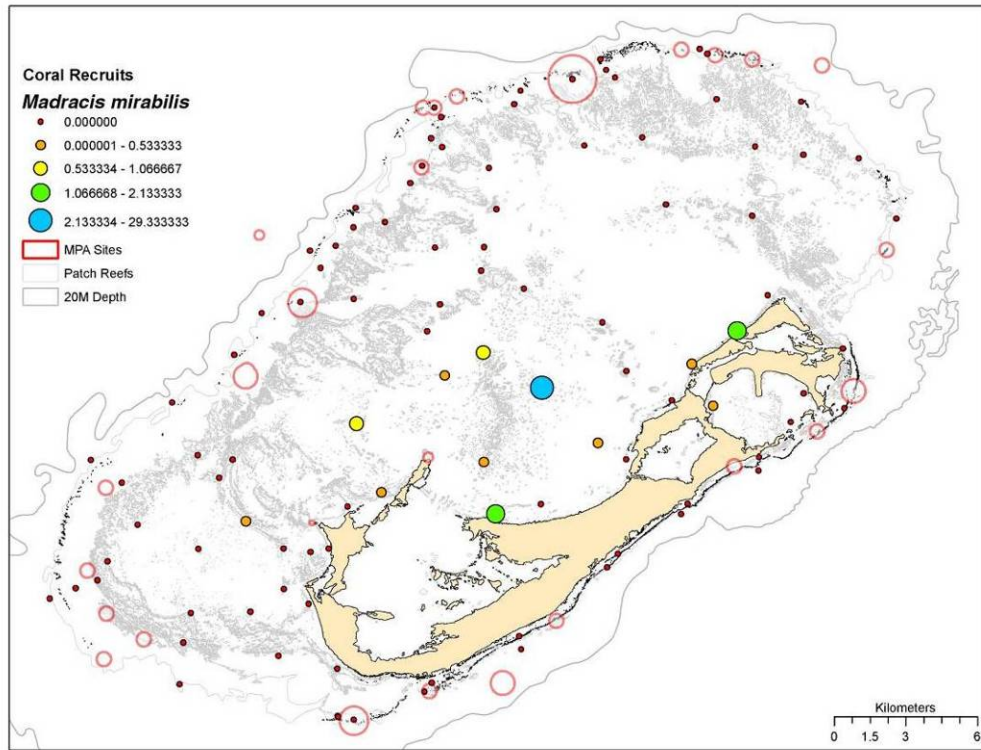 Coral Recruits
Madracis mirabilis
0.000000
0.000001 - 0.533333
0.533334 - 1.066667
1.066668 - 2.133333
2.133334 - 29.333333
MPA Sites
Patch Reefs
20M Depth
Kilometers
0 1.5 3 6